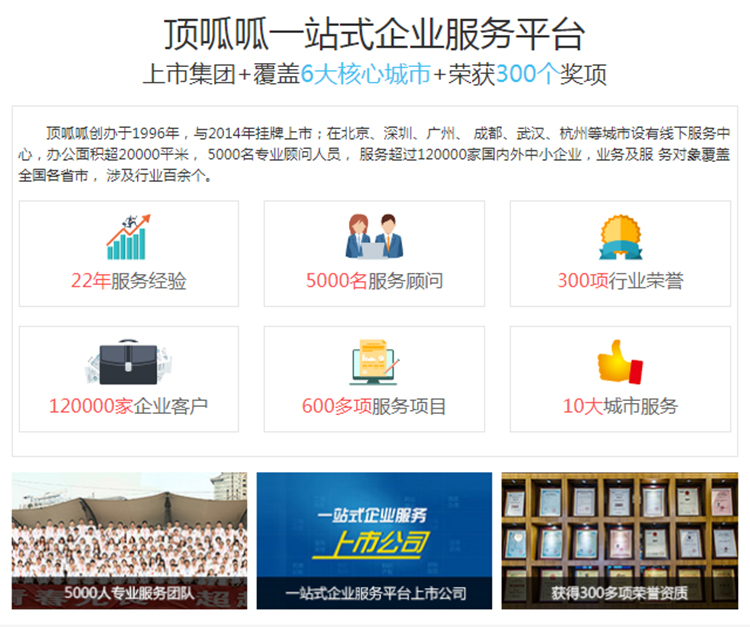 顶呱呱一站式企业服务平台
上市集团+覆盖6大核心城市+荣获300个奖项
顶呱呱创办于1996年，与2014年挂牌上市；在北京、深圳、广州、 成都、武汉、杭州等城市设有线下服务中
心，办公面积超20000平米， 5000名专业顾问人员， 服务超过120000家国内外中小企业，业务及服 务对象覆盖
全国各省市， 涉及行业百余个。
22年服务经验
5000名服务顾问
300项行业荣誉
120000家企业客户
600多项服务项目
10大城市服务
一站式企业服务
上市公司
5000人专业服务团队
一站式企业服务平台上市公司
获得300多项荣誉资质